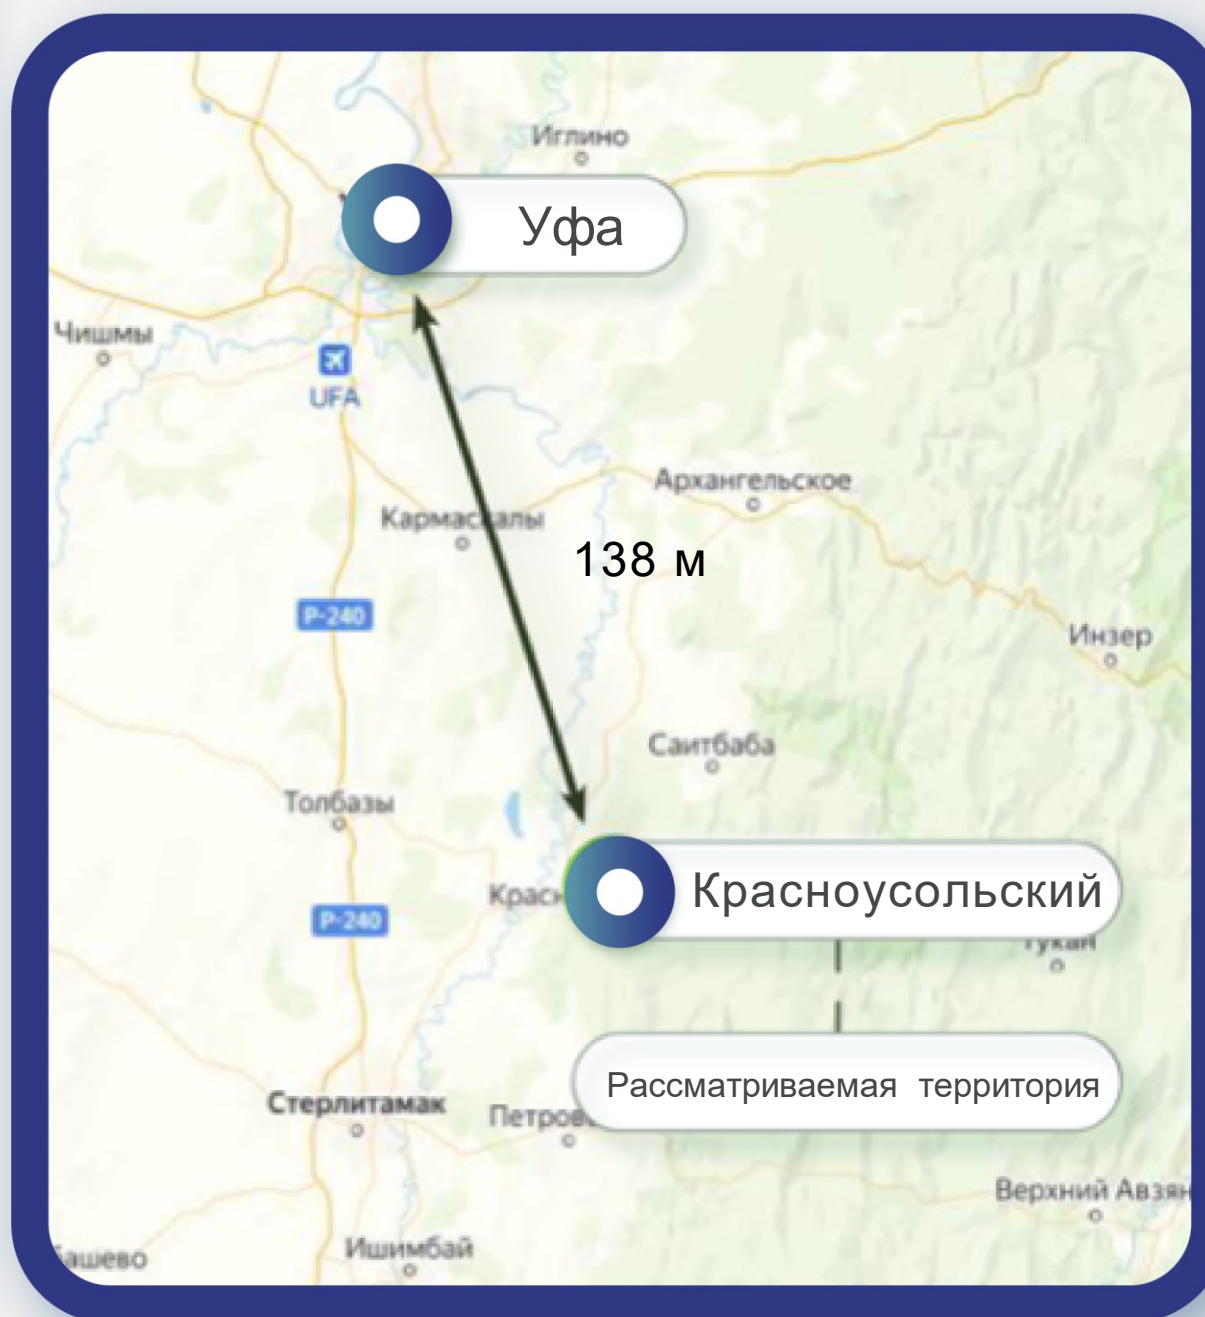 Иглино
Уфа
Чишмы
UFA
Архангельское
Кармаскалы
138 м
Р-240
Инзер
Саитбаба
Толбазы
Красноусольский
Р-240
Рассматриваемая территория
Стерлитамак
Верхний Авзян
Ишимбай